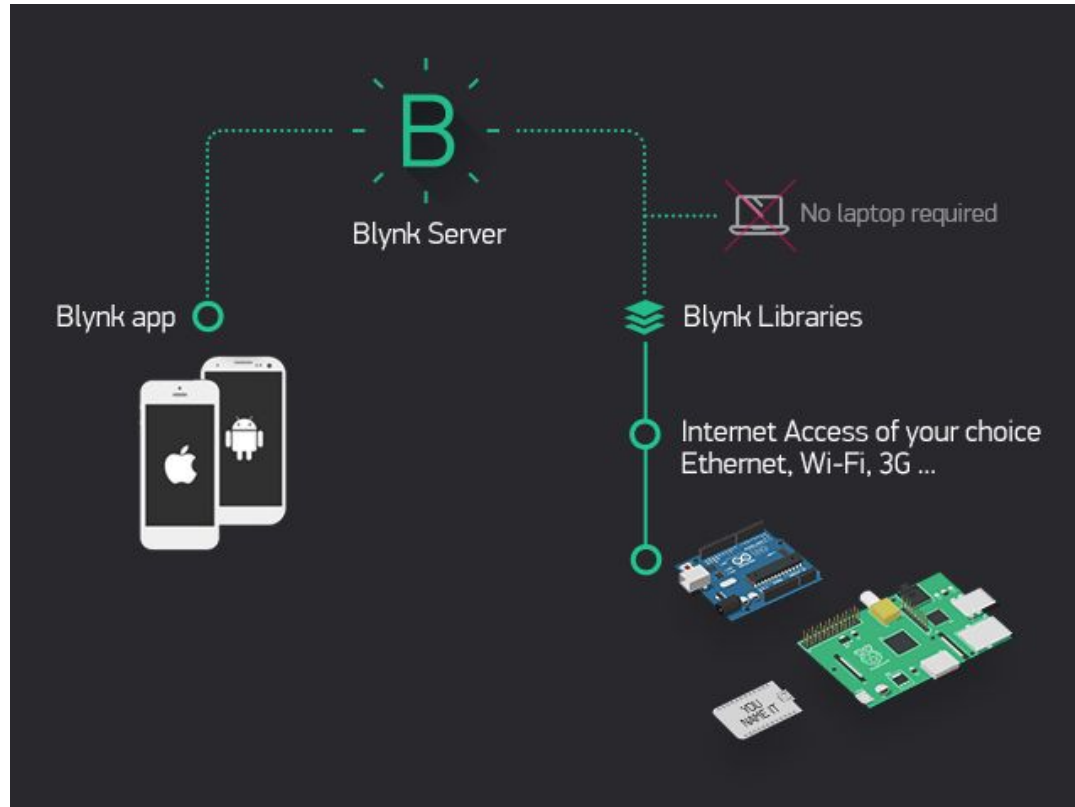 B
Blynk Server
No laptop required
Blynk app
Blynk Libraries
Internet Access of your choice
Ethernet, Wi-Fi, 3G ...
YOU
NAME IT